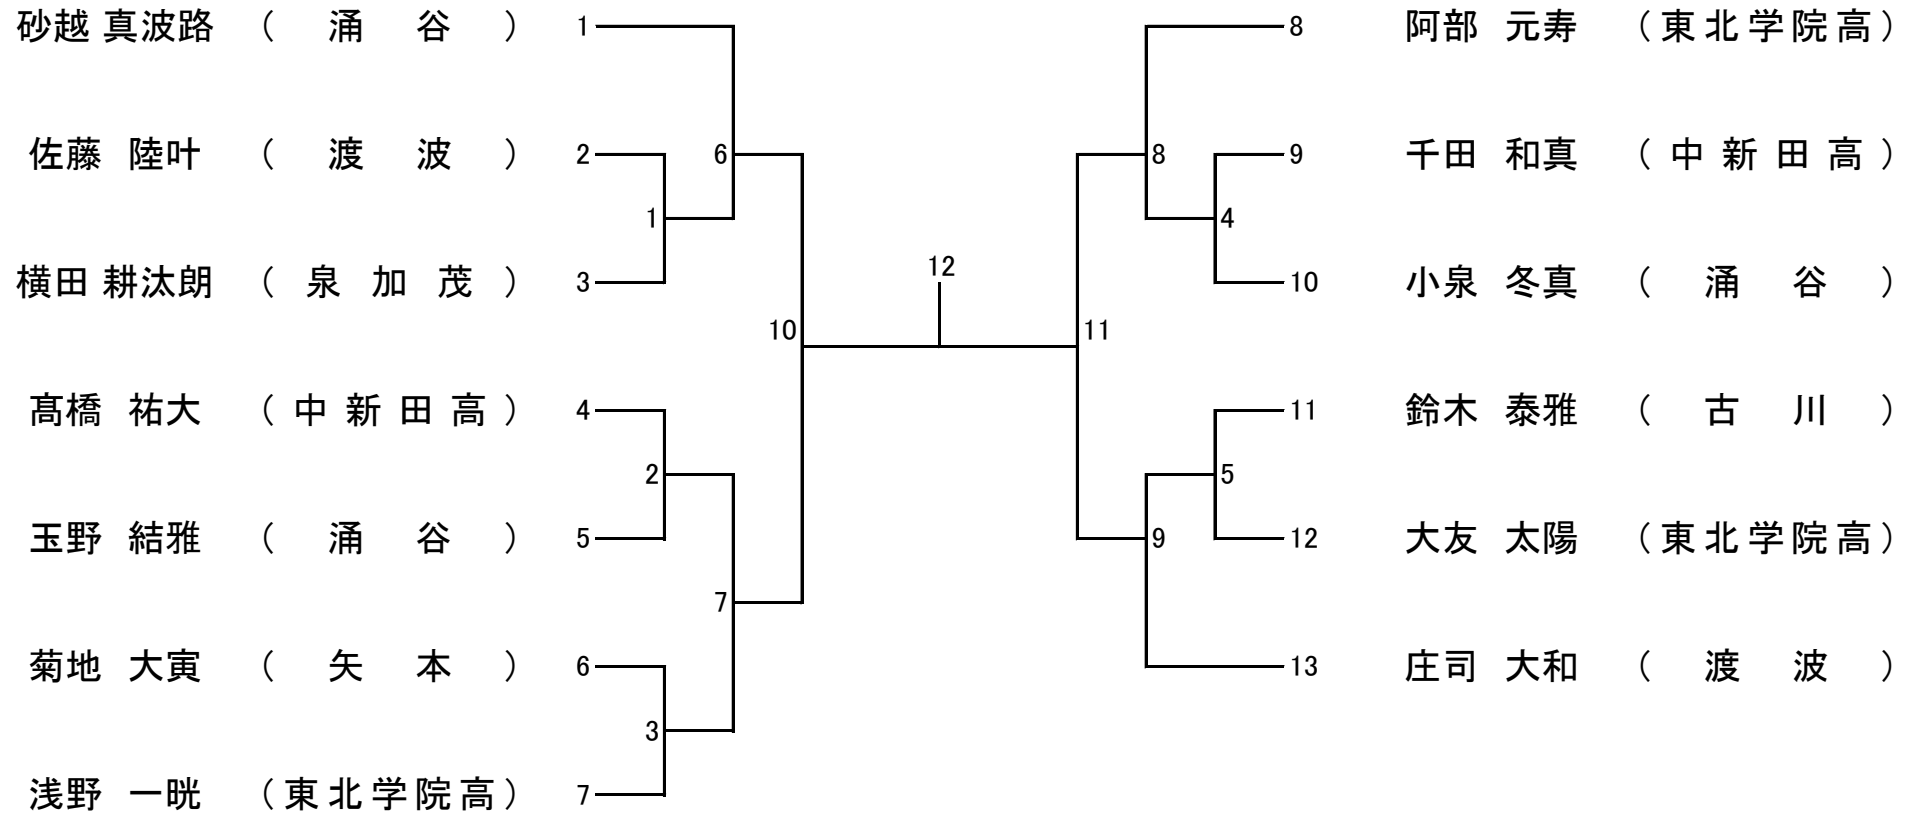 砂越 真波路 ( 涌 谷 ) 1
佐藤 陸叶 ( 渡 波 ) 2
横田 耕汰朗 ( 泉 加 茂 ) 3
髙橋 祐大 ( 中 新 田 高 ) 4
玉野 結雅 ( 涌 谷 ) 5
菊地 大寅 ( 矢 本 ) 6
浅野 一晄 ( 東 北 学 院 高 ) 7
6
1
10
2
7
3
12
11
8
4
5
9
8 阿部 元寿 ( 東 北 学 院 高 )
9 千田 和真 ( 中 新 田 高 )
10 小泉 冬真 ( 涌 谷 )
11 鈴木 泰雅 ( 古 川 )
12 大友 太陽 ( 東 北 学 院 高 )
13 庄司 大和 ( 渡 波 )